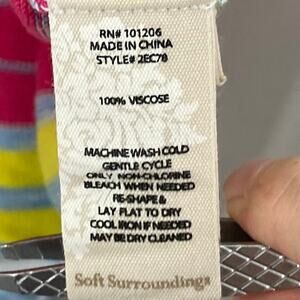 RN# 101206
MADE IN CHINA
STYLE# 2EC78
100% VISCOSE
MACHINE WASH COLD
GENTLE CYCLE
ONLY NON-CHLORINE
BLEACH WHEN NEEDED
RE-SHAPE &
LAY FLAT TO DRY
COOL IRON IF NEEDED
MAY BE DRY CLEANED
Soft Surroundings